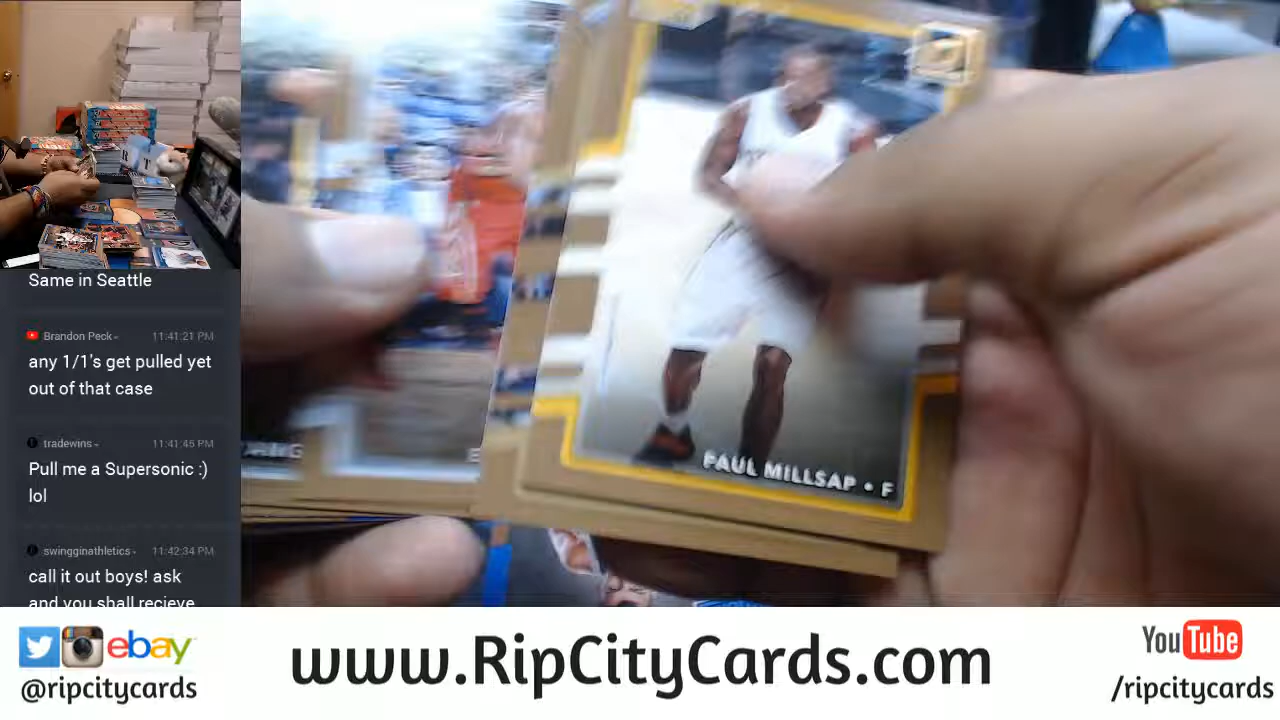 PAUL MILLSAP • F
Same in Seattle
Brandon Peck
11:41:21 PM
any 1/1's get pulled yet
out of that case
tradewins
11:41:45 PM
Pull me a Supersonic :)
lol
swingginathletics
11:42:34 PM
call it out boys! ask
and you shall recieve
ebay
@ripcitycards
www.RipCityCards.com
YouTube
/ripcitycards